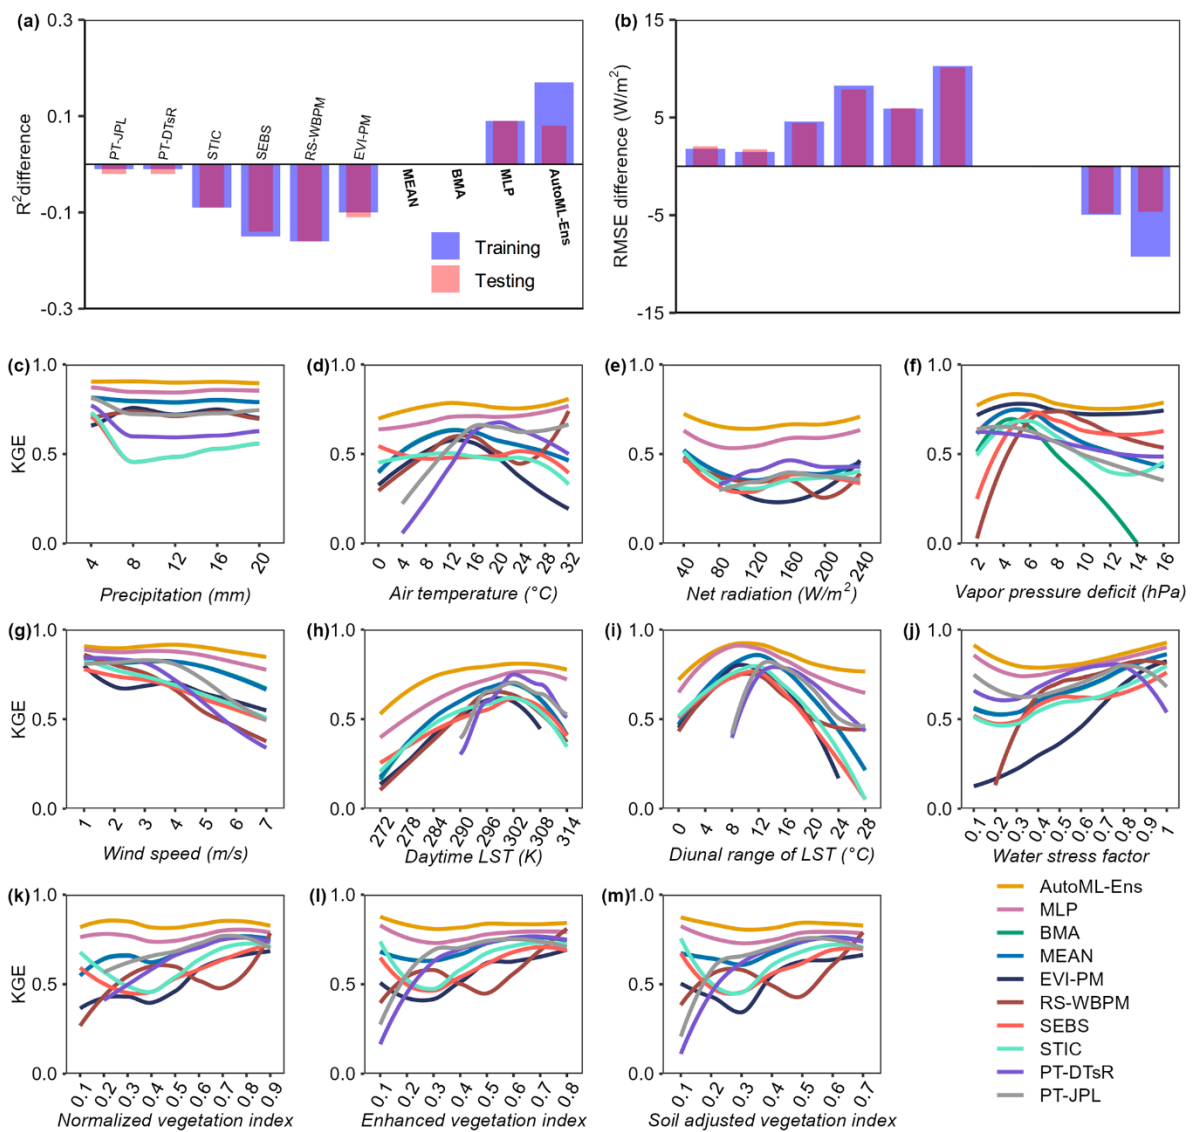 (a)
0.3
0.1
-0.1
-0.3
R²difference
PT-JPL
PT-DTsR
STIC
SEBS
RS-WBPM
EVI-PM
MEAN
BMA
MLP
AutoML-Ens
Training
Testing
(b)
15
5
-5
-15
RMSE difference (W/m²)
(c)
1.0
0.5
0.0
KGE
4 8 12 16 20
Precipitation (mm)
(d)
1.0
0.5
0.0
0 4 8 12 16 20 24 28 32
Air temperature (°C)
(e)
1.0
0.5
0.0
40 80 120 160 200 240
Net radiation (W/m²)
(f)
1.0
0.5
0.0
2 4 6 8 10 12 14 16
Vapor pressure deficit (hPa)
(g)
1.0
0.5
0.0
KGE
1 2 3 4 5 6 7
Wind speed (m/s)
(h)
1.0
0.5
0.0
272 278 284 290 296 302 308 314
Daytime LST (K)
(i)
1.0
0.5
0.0
0 4 8 12 16 20 24 28
Diunal range of LST (°C)
(j)
1.0
0.5
0.0
0.1 0.2 0.3 0.4 0.5 0.6 0.7 0.8 0.9 1
Water stress factor
(k)
1.0
0.5
0.0
KGE
0.1 0.2 0.3 0.4 0.5 0.6 0.7 0.8 0.9
Normalized vegetation index
(l)
1.0
0.5
0.0
0.1 0.2 0.3 0.4 0.5 0.6 0.7 0.8
Enhanced vegetation index
(m)
1.0
0.5
0.0
0.1 0.2 0.3 0.4 0.5 0.6 0.7
Soil adjusted vegetation index
AutoML-Ens
MLP
BMA
MEAN
EVI-PM
RS-WBPM
SEBS
STIC
PT-DTsR
PT-JPL